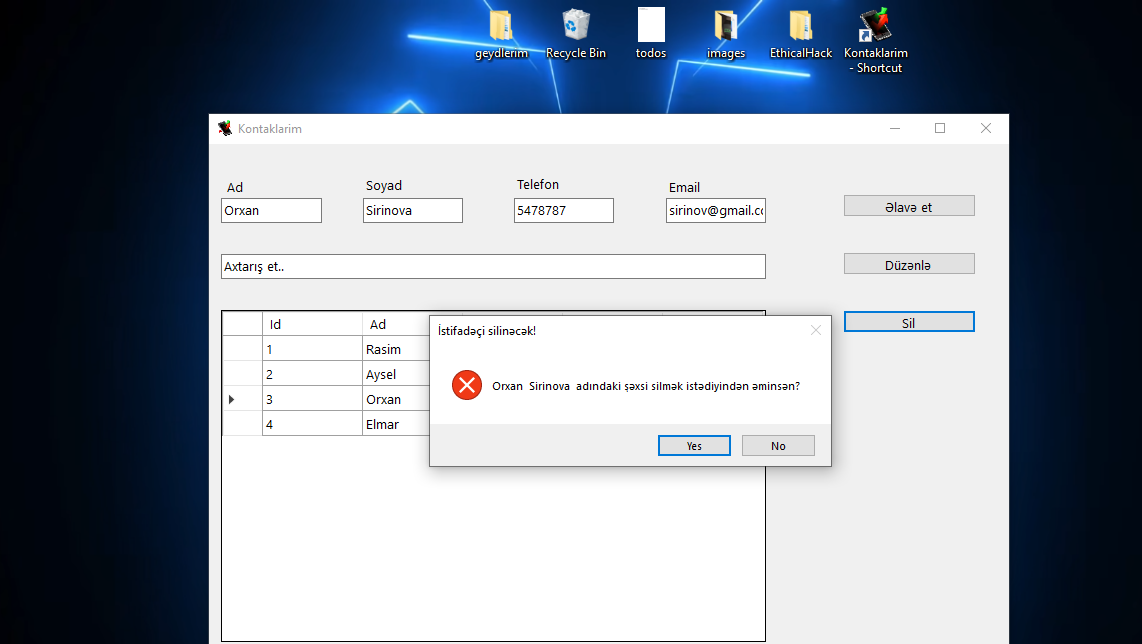 geydlerim
Recycle Bin
todos
images
EthicalHack
Kontaklarim
- Shortcut
Kontaklarim
Ad
Soyad
Telefon
Email
Orxan
Sirinova
5478787
sirinov@gmail.co
Əlavə et
Axtarış et..
Düzənlə
Sil
Id
Ad
1
Rasim
2
Aysel
3
Orxan
4
Elmar
İstifadəçi silinəcək!
Orxan Sirinova adındaki şəxsi silmək istədiyindən əminsən?
Yes
No